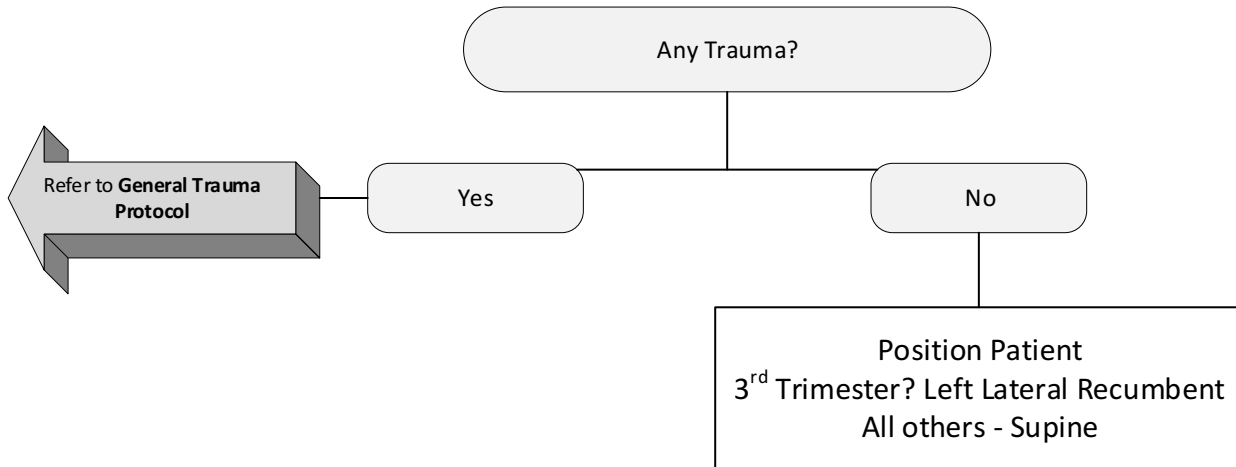 Any Trauma?
Refer to General Trauma
Protocol
Yes
No
Position Patient
3rd Trimester? Left Lateral Recumbent
All others - Supine